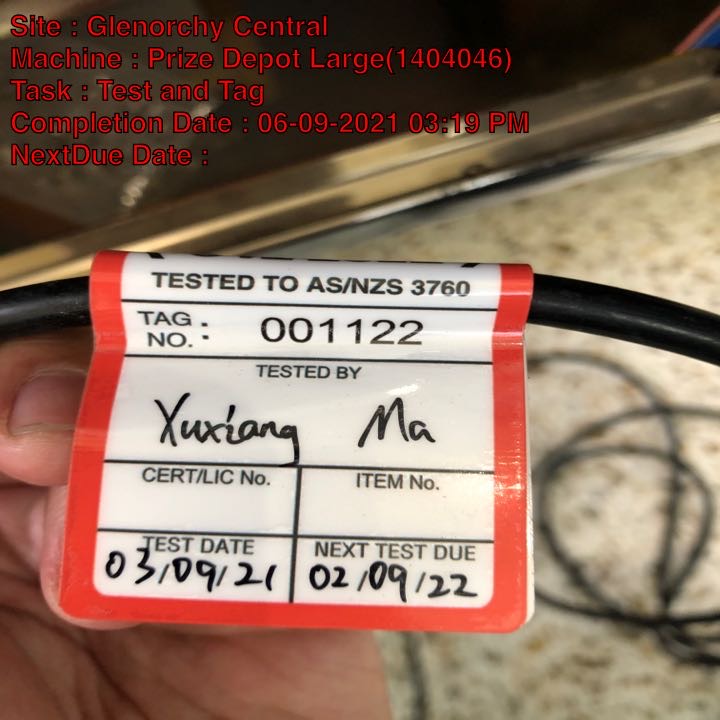 Site : Glenorchy Central
Machine : Prize Depot Large(1404046)
Task : Test and Tag
Completion Date : 06-09-2021 03:19 PM
NextDue Date :
TESTED TO AS/NZS 3760
TAG NO. : 001122
TESTED BY
Xuxiang Ma
CERT/LIC No. ITEM No.
TEST DATE NEXT TEST DUE
03/09/21 02/09/22